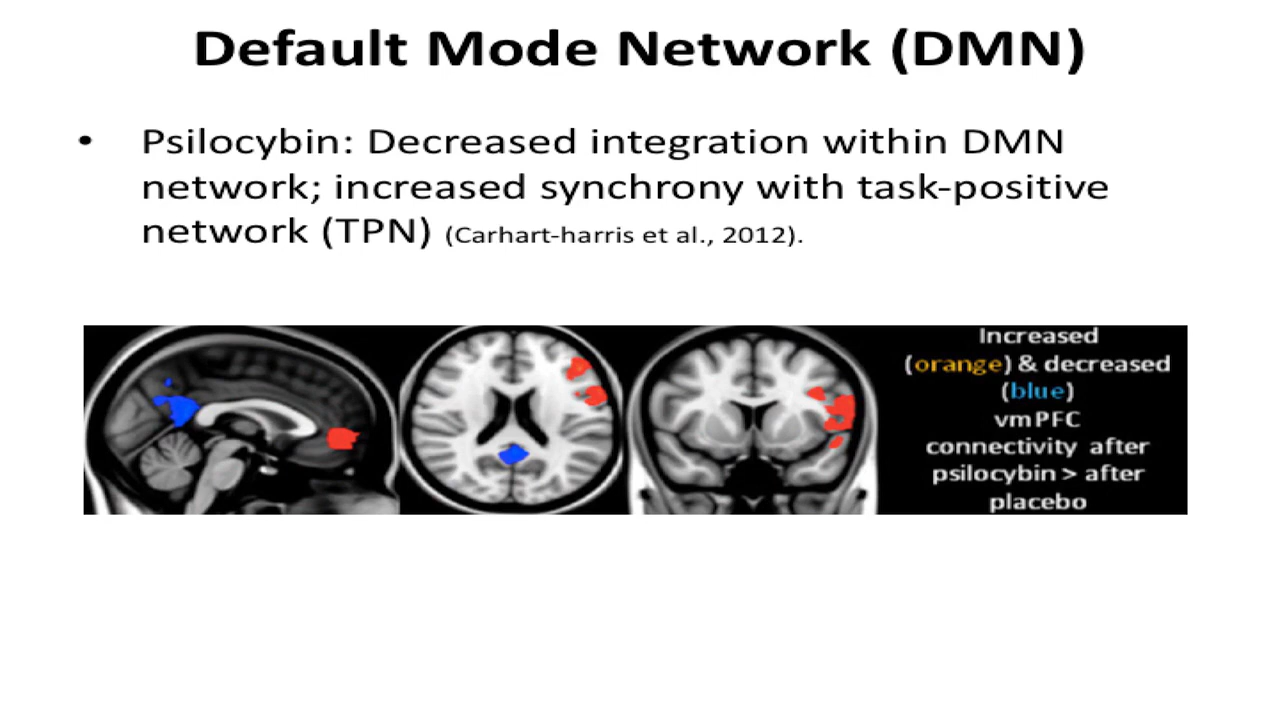 Default Mode Network (DMN)
• Psilocybin: Decreased integration within DMN
network; increased synchrony with task-positive
network (TPN) (Carhart-harris et al., 2012).
Increased
(orange) & decreased
(blue)
vmPFC
connectivity after
psilocybin > after
placebo